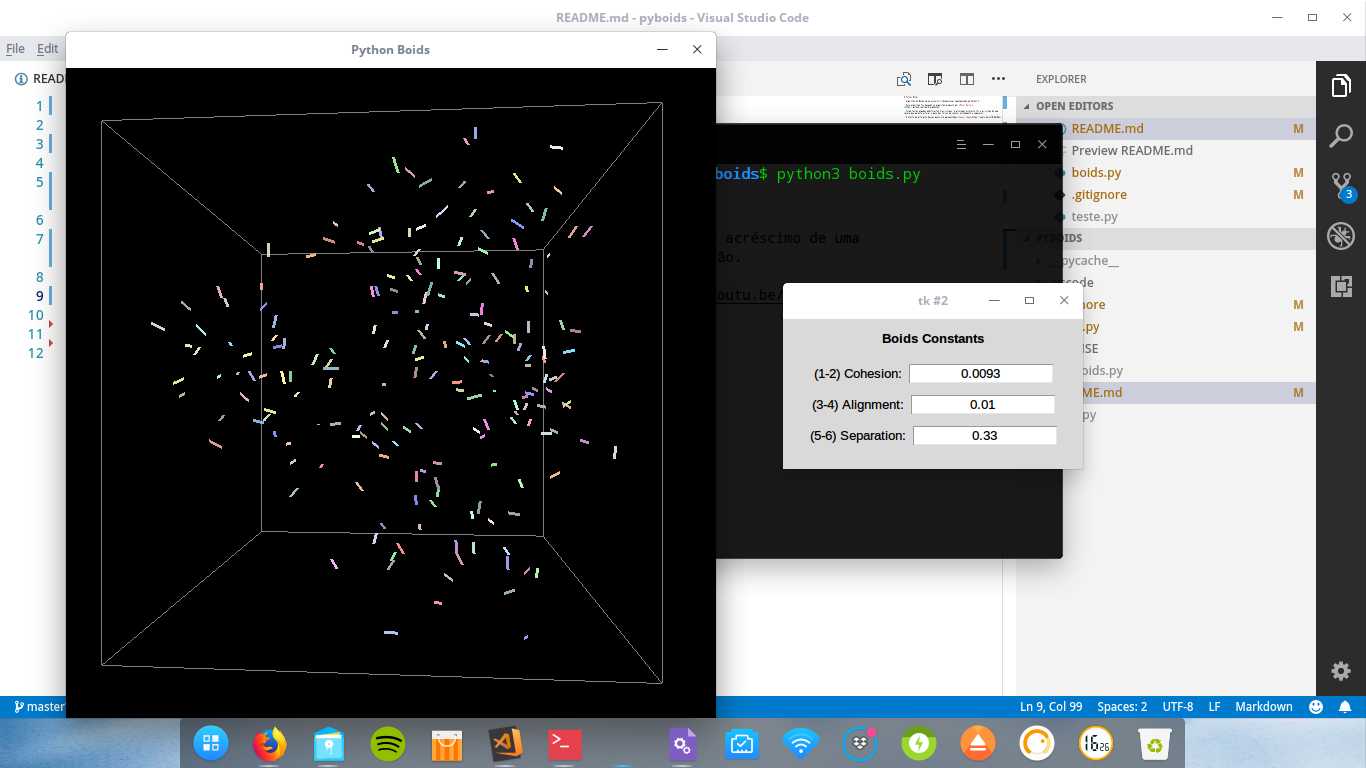 README.md - pyboids - Visual Studio Code
File Edit
Python Boids
READ
EXPLORER
OPEN EDITORS
README.md M
Preview README.md
boids.py M
.gitignore M
teste.py
PYBOIDS
__pycache__
1
2
3
4
5
6
7
8
9
10
11
12
boids$ python3 boids.py
acréscimo de uma
ão.
outu.be/
code
nore M
.py M
NSE
oids.py
ME.md M
py
tk #2
Boids Constants
(1-2) Cohesion: 0.0093
(3-4) Alignment: 0.01
(5-6) Separation: 0.33
3
master
Ln 9, Col 99 Spaces: 2 UTF-8 LF Markdown
16 26